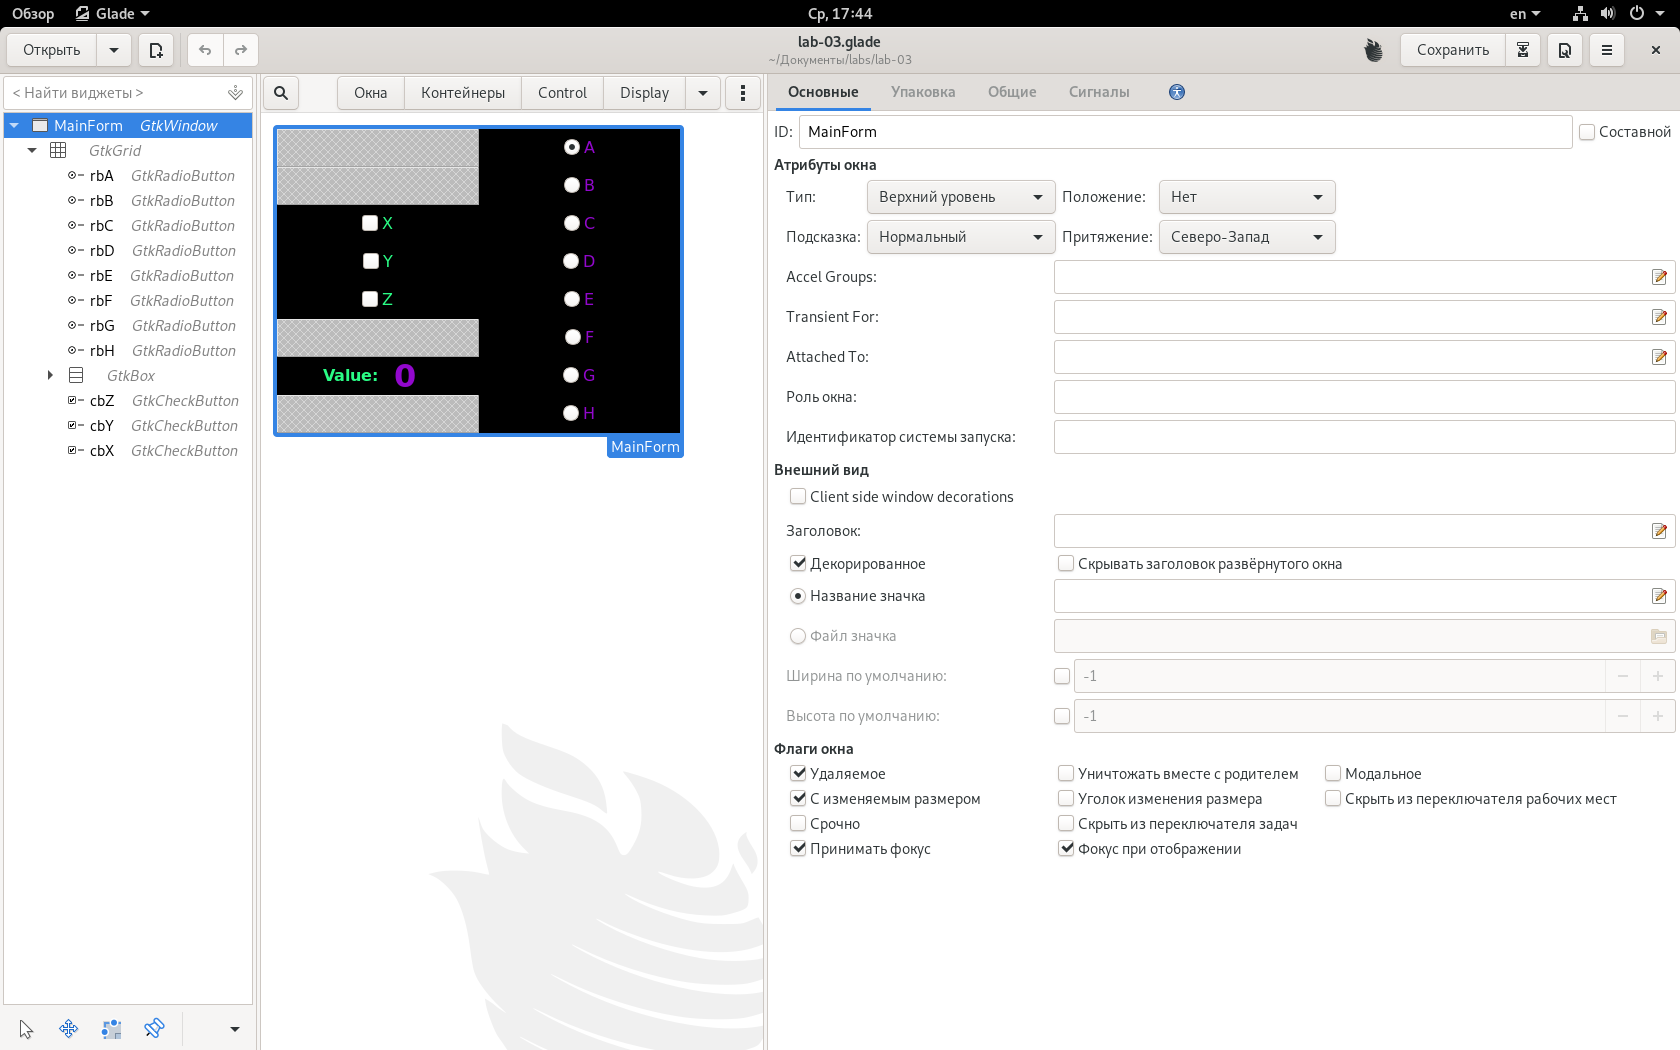 Обзор Glade Ср, 17:44 en
Открыть lab-03.glade Сохранить
~/Документы/labs/lab-03
< Найти виджеты > Окна Контейнеры Control Display Основные Упаковка Общие Сигналы
MainForm GtkWindow
GtkGrid
rbA GtkRadioButton
rbB GtkRadioButton
rbC GtkRadioButton
rbD GtkRadioButton
rbE GtkRadioButton
rbF GtkRadioButton
rbG GtkRadioButton
rbH GtkRadioButton
GtkBox
cbZ GtkCheckButton
cbY GtkCheckButton
cbX GtkCheckButton
A
B
X C
Y D
Z E
F
Value: 0 G
H
MainForm
ID: MainForm Составной
Атрибуты окна
Тип: Верхний уровень Положение: Нет
Подсказка: Нормальный Притяжение: Северо-Запад
Accel Groups:
Transient For:
Attached To:
Роль окна:
Идентификатор системы запуска:
Внешний вид
Client side window decorations
Заголовок:
Декорированное Скрывать заголовок развёрнутого окна
Название значка
Файл значка
Ширина по умолчанию: -1
Высота по умолчанию: -1
Флаги окна
Удаляемое Уничтожать вместе с родителем Модальное
С изменяемым размером Уголок изменения размера Скрыть из переключателя рабочих мест
Срочно Скрыть из переключателя задач
Принимать фокус Фокус при отображении